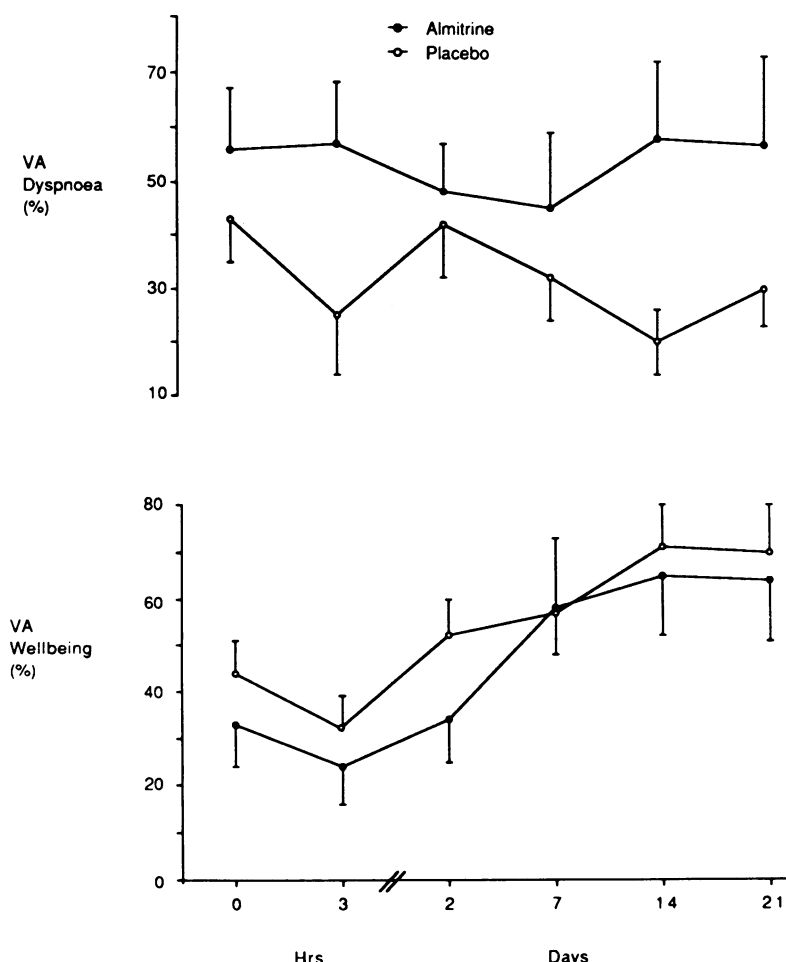 Almitrine
Placebo
70
VA
Dyspnoea
(%)
50
30
10
80
60
VA
Wellbeing
(%)
40
20
0
0 3 2 7 14 21
Hrs Days